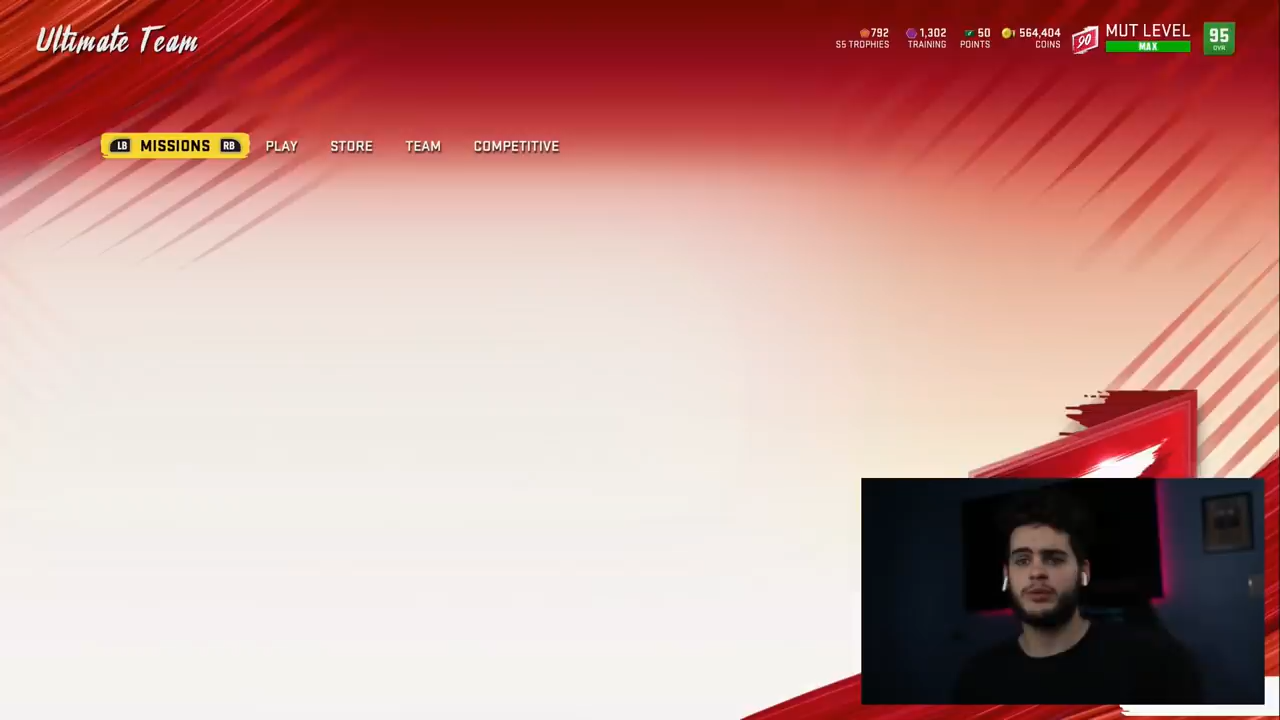 Ultimate Team
792
S5 TROPHIES
1,302
TRAINING
50
POINTS
564,404
COINS
90
MUT LEVEL
MAX
95
OVR
LB MISSIONS RB
PLAY
STORE
TEAM
COMPETITIVE